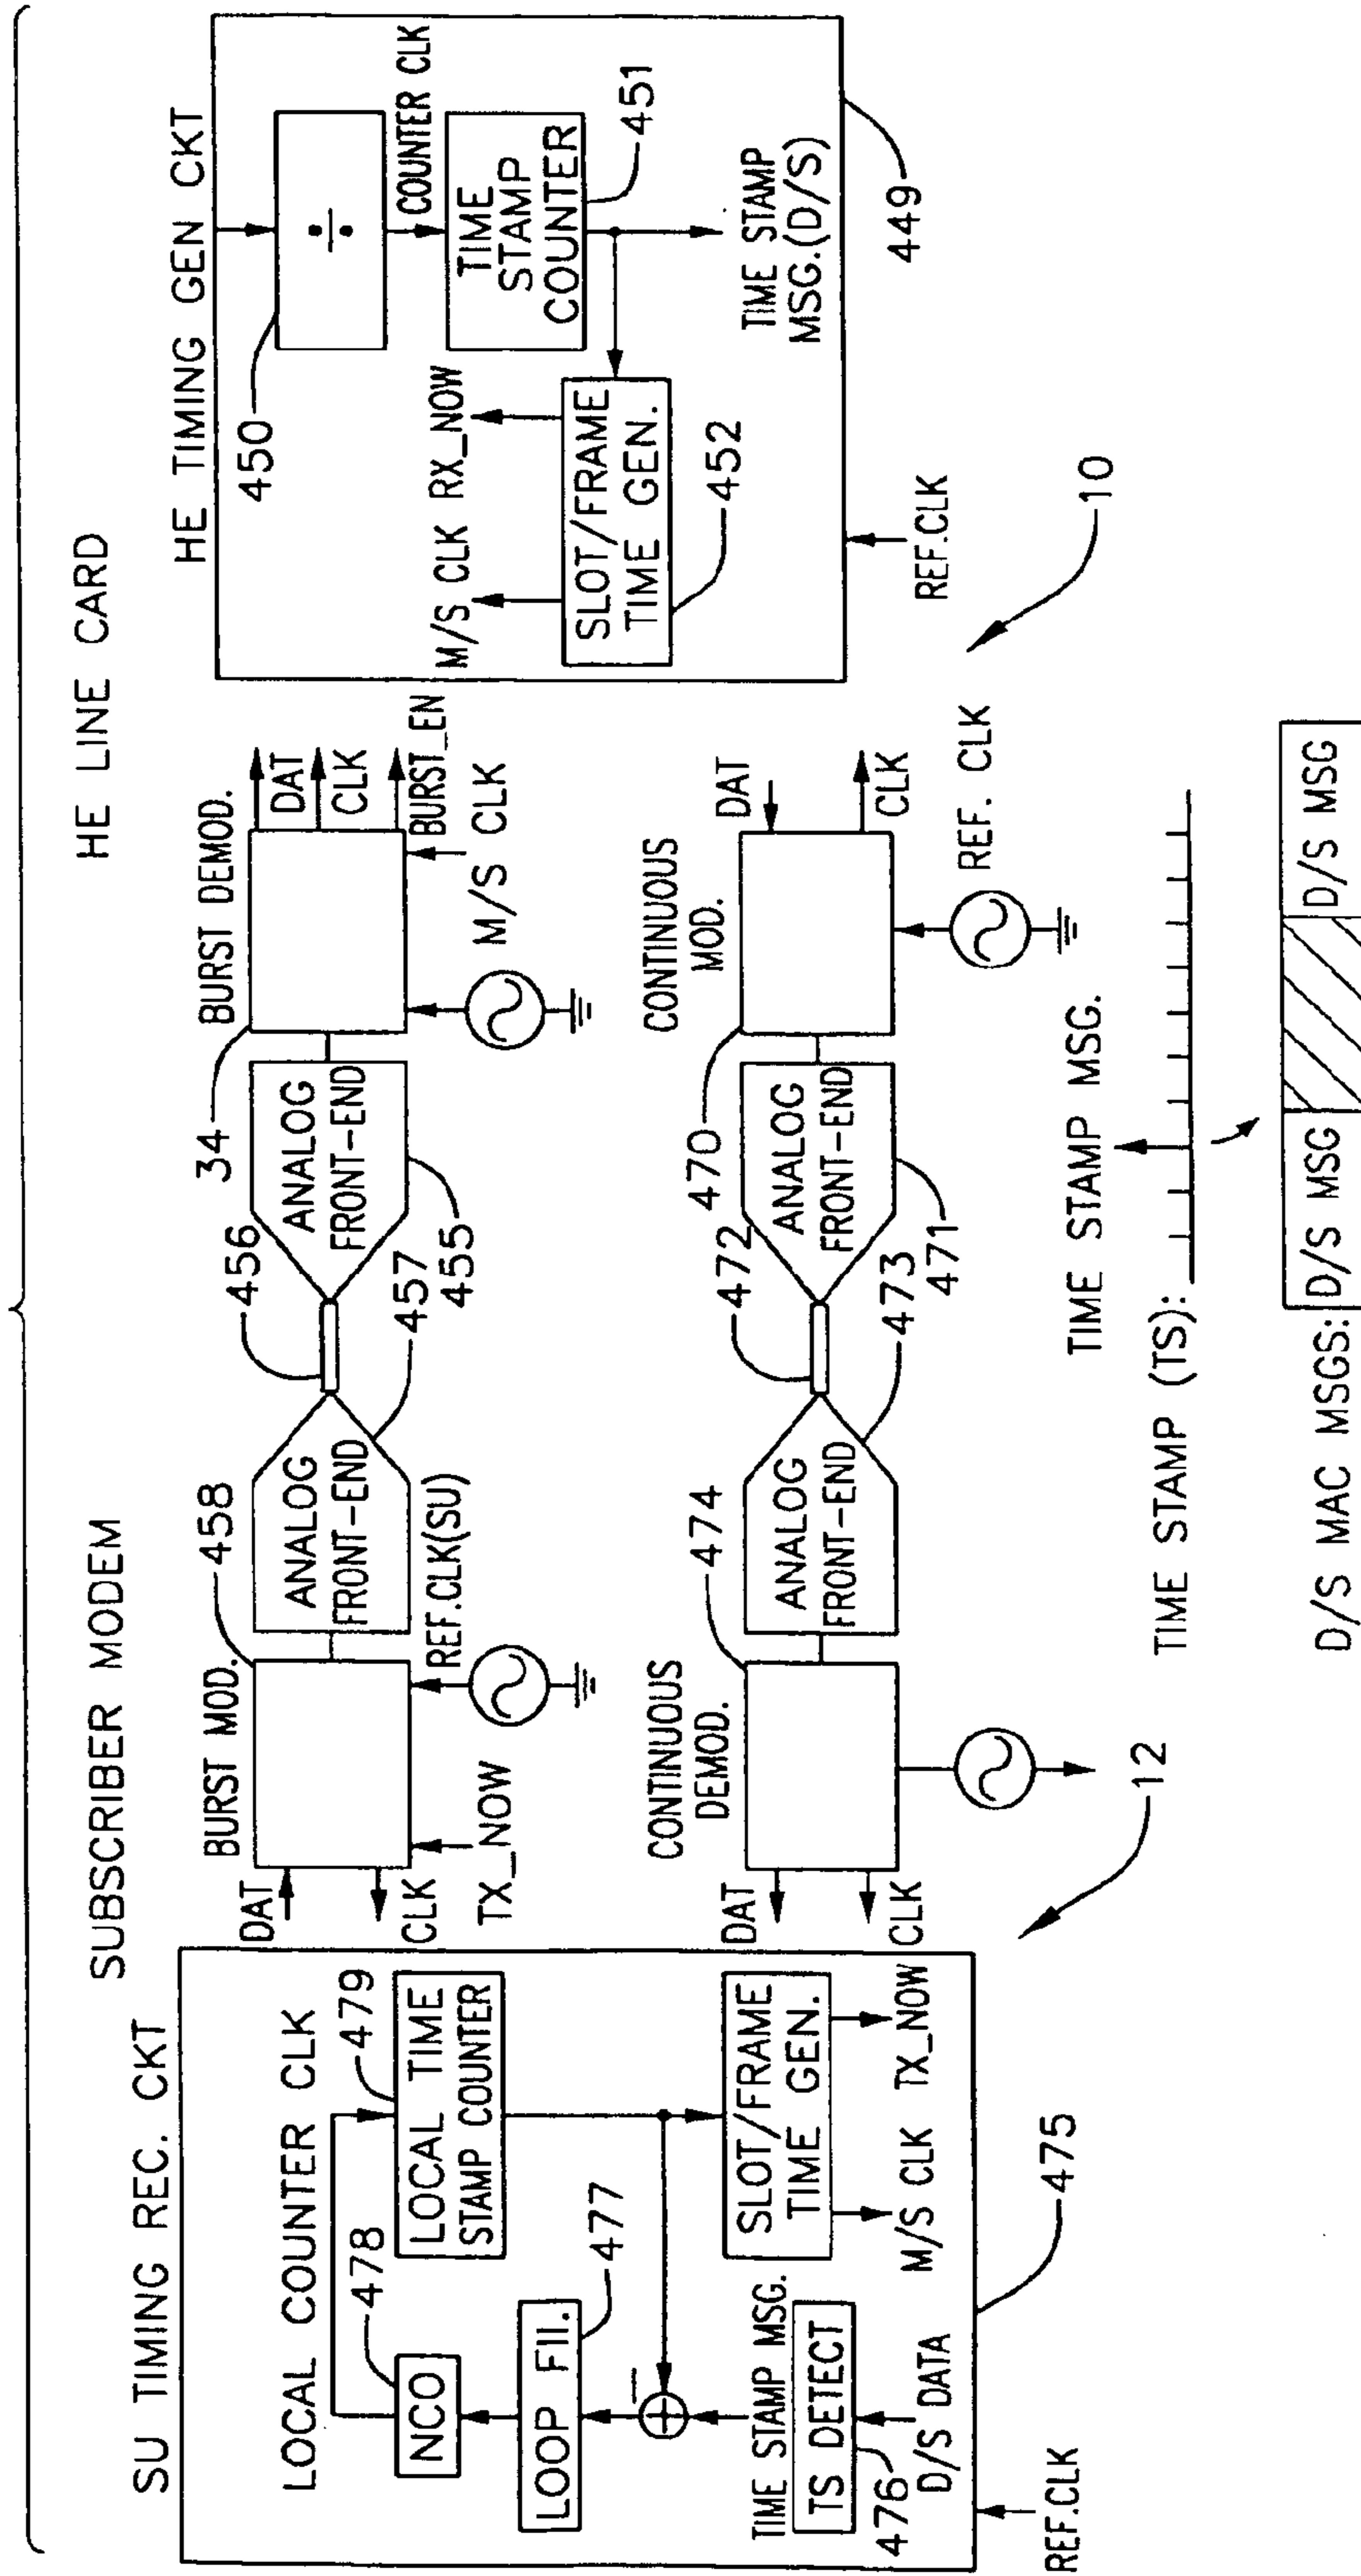 SUBSCRIBER MODEM
HE LINE CARD
SU TIMING REC. CKT
LOCAL COUNTER CLK
478
479
NCO
LOCAL TIME
STAMP COUNTER
477
LOOP FIl.
TIME STAMP MSG.
TS DETECT
476
D/S DATA
SLOT/FRAME
TIME GEN.
M/S CLK TX_NOW
475
REF.CLK
12
BURST MOD.
458
DAT
CLK
TX_NOW
REF.CLK(SU)
ANALOG
FRONT-END
457
456
ANALOG
FRONT-END
455
34
BURST DEMOD.
DAT
CLK
BURST_EN
M/S CLK
CONTINUOUS
DEMOD.
474
DAT
CLK
ANALOG
FRONT-END
473
472
ANALOG
FRONT-END
471
470
CONTINUOUS
MOD.
DAT
CLK
REF. CLK
HE TIMING GEN CKT
450
÷
COUNTER CLK
TIME
STAMP
COUNTER
451
M/S CLK RX_NOW
SLOT/FRAME
TIME GEN.
452
TIME STAMP
MSG.(D/S)
449
REF.CLK
10
TIME STAMP MSG.
TIME STAMP (TS):
D/S MAC MSGS:
D/S MSG
D/S MSG